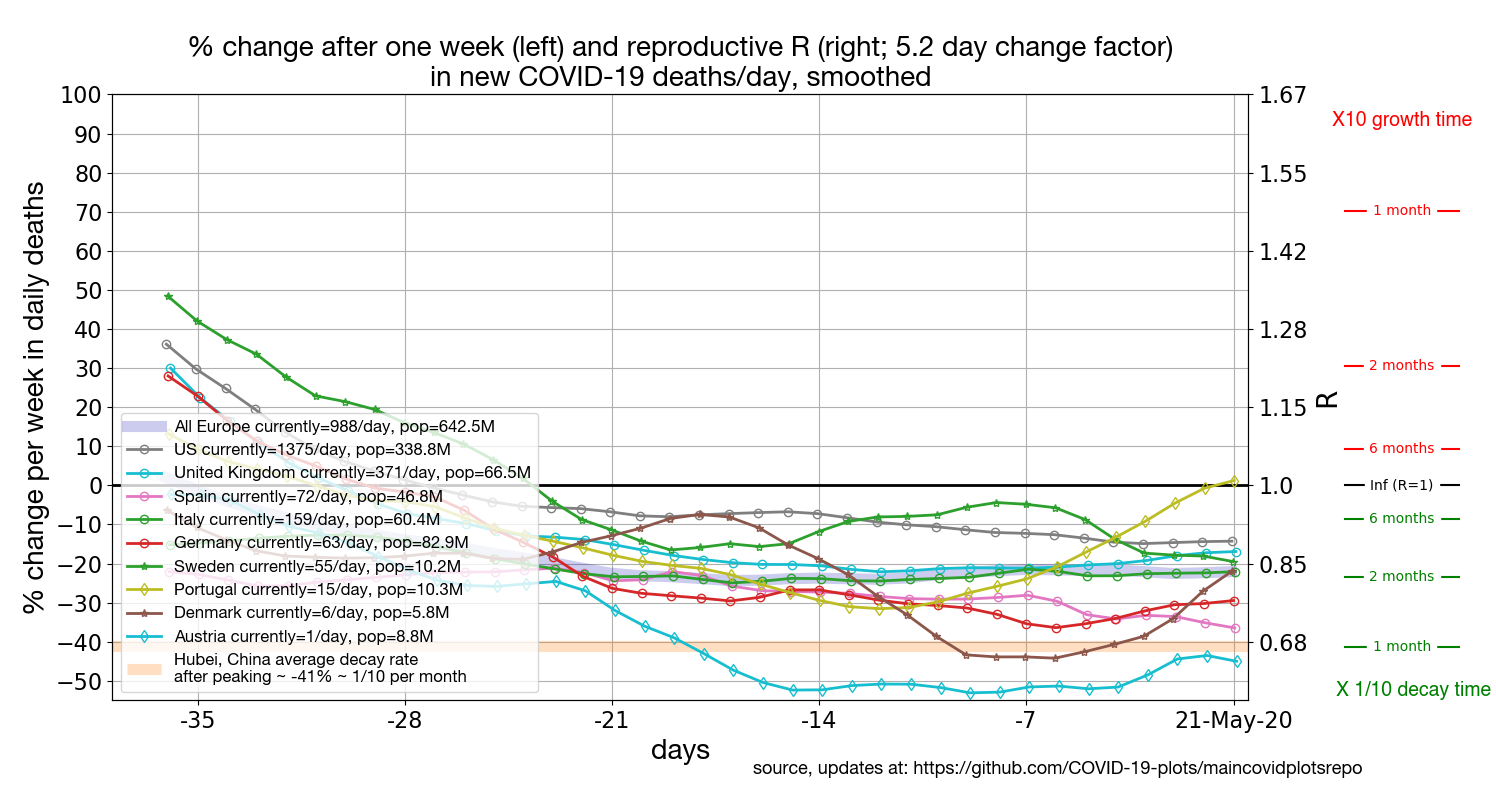 % change after one week (left) and reproductive R (right; 5.2 day change factor)
in new COVID-19 deaths/day, smoothed
% change per week in daily deaths
100
90
80
70
60
50
40
30
20
10
0
−10
−20
−30
−40
−50
All Europe currently=988/day, pop=642.5M
US currently=1375/day, pop=338.8M
United Kingdom currently=371/day, pop=66.5M
Spain currently=72/day, pop=46.8M
Italy currently=159/day, pop=60.4M
Germany currently=63/day, pop=82.9M
Sweden currently=55/day, pop=10.2M
Portugal currently=15/day, pop=10.3M
Denmark currently=6/day, pop=5.8M
Austria currently=1/day, pop=8.8M
Hubei, China average decay rate
after peaking ~ -41% ~ 1/10 per month
-35
-28
-21
-14
-7
21-May-20
days
1.67
1.55
1.42
1.28
1.15
1.0
0.85
0.68
R
X10 growth time
1 month
2 months
6 months
Inf (R=1)
6 months
2 months
1 month
X 1/10 decay time
source, updates at: https://github.com/COVID-19-plots/maincovidplotsrepo